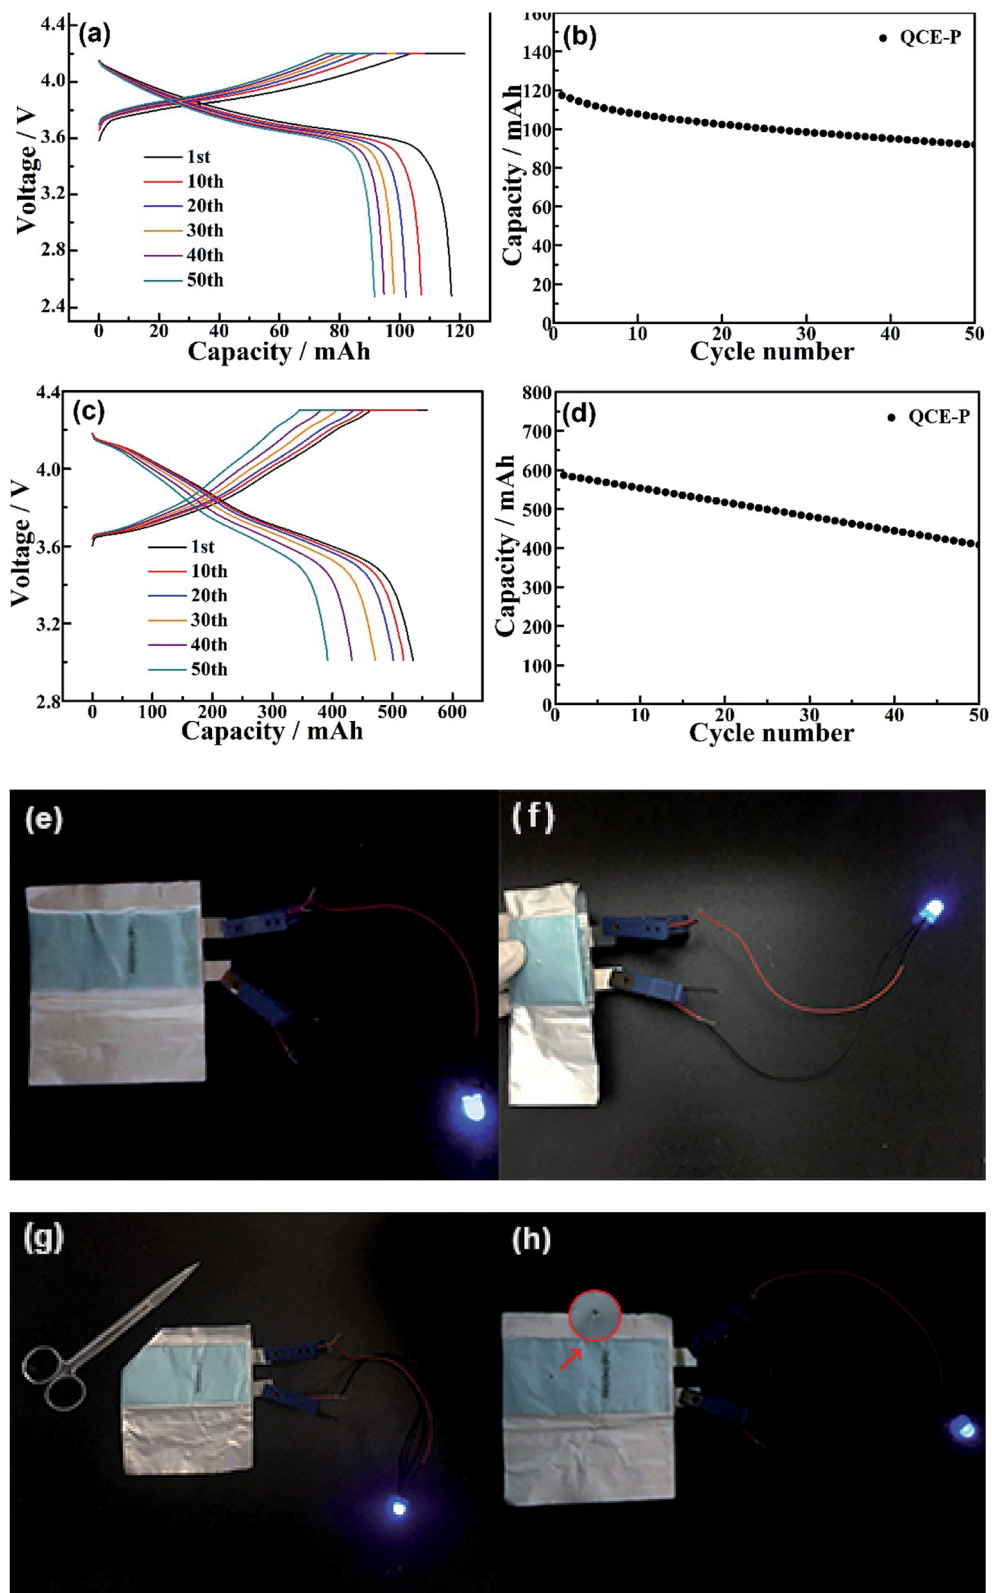 (a)
4.4
4.0
3.6
3.2
2.8
2.4
Voltage / V
1st
10th
20th
30th
40th
50th
0 20 40 60 80 100 120
Capacity / mAh
(b)
QCE-P
160
140
120
100
80
60
40
20
0
Capacity / mAh
0 10 20 30 40 50
Cycle number
(c)
4.4
4.0
3.6
3.2
2.8
Voltage / V
1st
10th
20th
30th
40th
50th
0 100 200 300 400 500 600
Capacity / mAh
(d)
QCE-P
800
700
600
500
400
300
200
100
0
Capacity / mAh
0 10 20 30 40 50
Cycle number
(e)
(f)
(g)
(h)